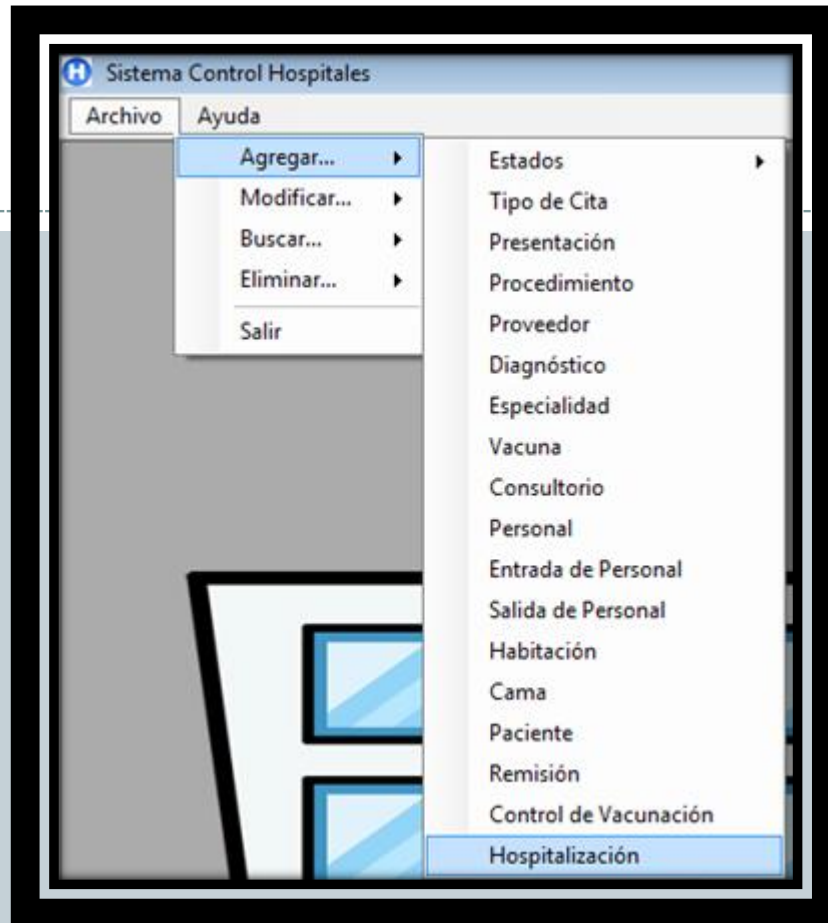 H Sistema Control Hospitales
Archivo Ayuda
Agregar...
Modificar...
Buscar...
Eliminar...
Salir
Estados
Tipo de Cita
Presentación
Procedimiento
Proveedor
Diagnóstico
Especialidad
Vacuna
Consultorio
Personal
Entrada de Personal
Salida de Personal
Habitación
Cama
Paciente
Remisión
Control de Vacunación
Hospitalización